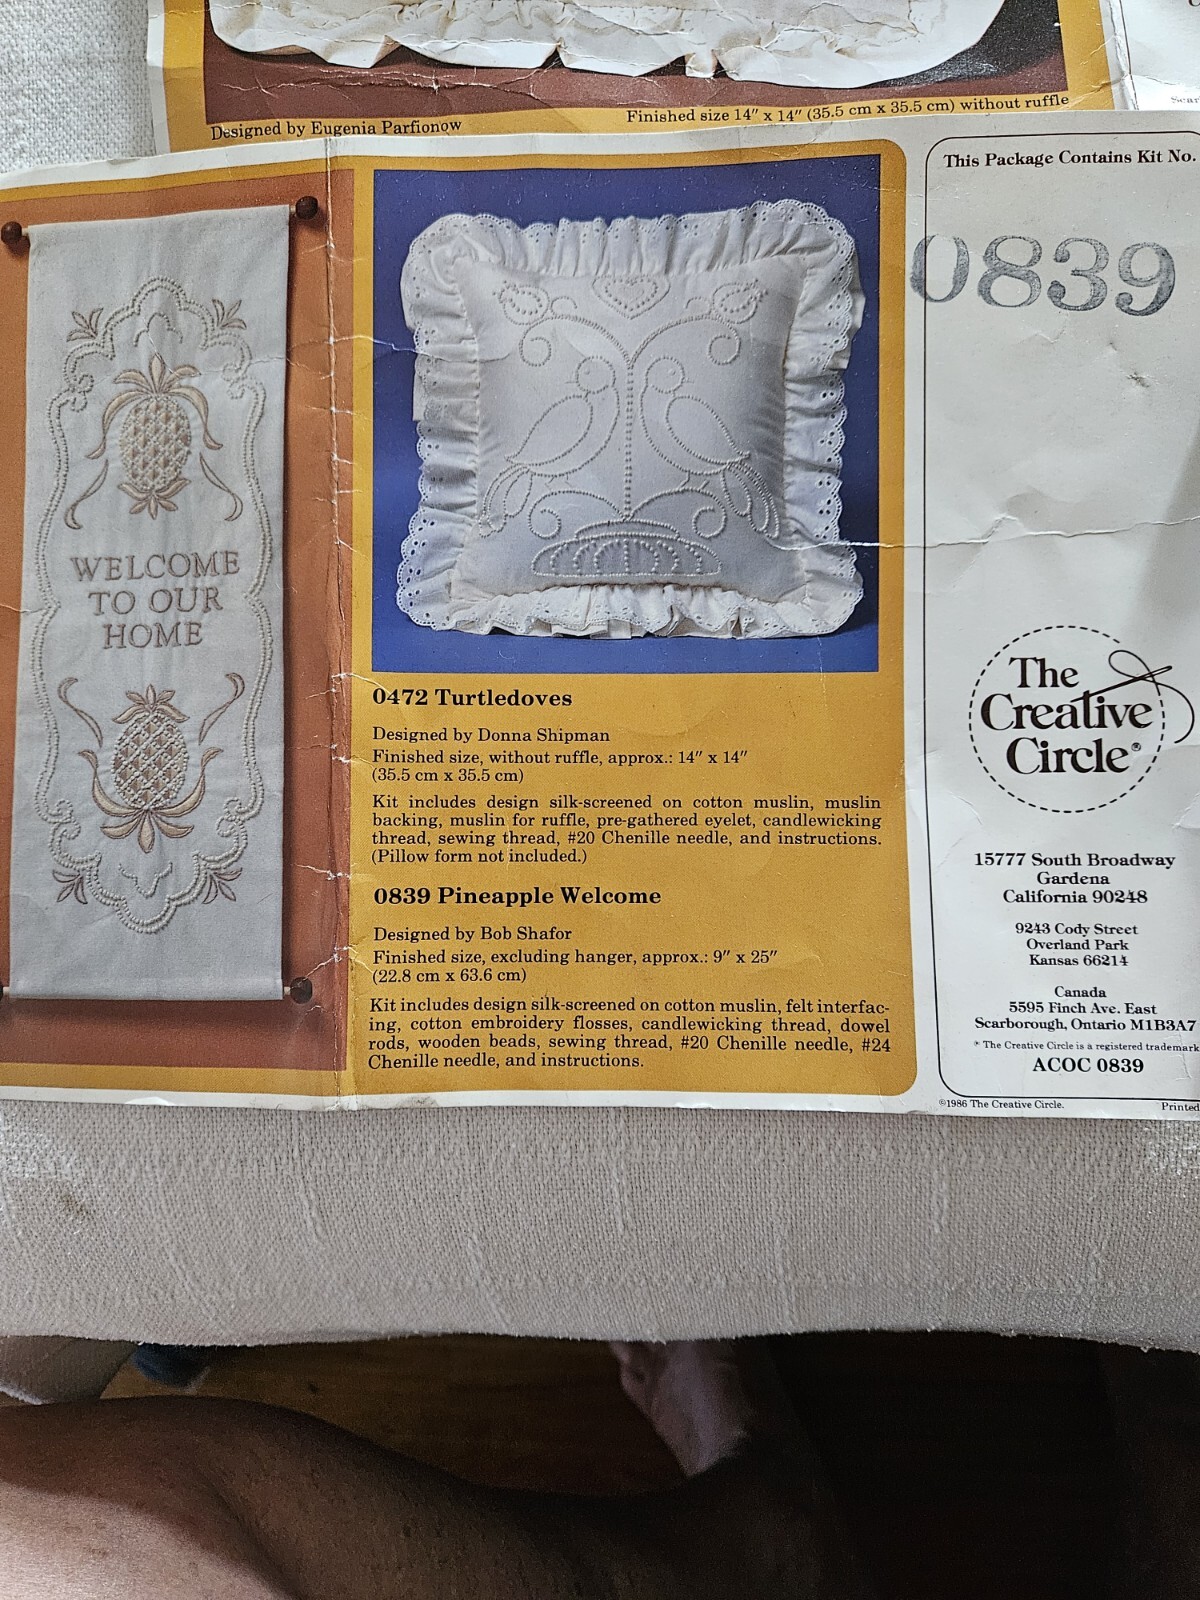 Designed by Eugenia Parfionow
Finished size 14″ x 14″ (35.5 cm x 35.5 cm) without ruffle
WELCOME
TO OUR
HOME
0472 Turtledoves
Designed by Donna Shipman
Finished size, without ruffle, approx.: 14″ x 14″
(35.5 cm x 35.5 cm)
Kit includes design silk-screened on cotton muslin, muslin
backing, muslin for ruffle, pre-gathered eyelet, candlewicking
thread, sewing thread, #20 Chenille needle, and instructions.
(Pillow form not included.)
0839 Pineapple Welcome
Designed by Bob Shafor
Finished size, excluding hanger, approx.: 9″ x 25″
(22.8 cm x 63.6 cm)
Kit includes design silk-screened on cotton muslin, felt interfac-
ing, cotton embroidery flosses, candlewicking thread, dowel
rods, wooden beads, sewing thread, #20 Chenille needle, #24
Chenille needle, and instructions.
This Package Contains Kit No.
0839
The
Creative
Circle®
15777 South Broadway
Gardena
California 90248
9243 Cody Street
Overland Park
Kansas 66214
Canada
5595 Finch Ave. East
Scarborough, Ontario M1B3A7
® The Creative Circle is a registered trademark
ACOC 0839
©1986 The Creative Circle.
Printed